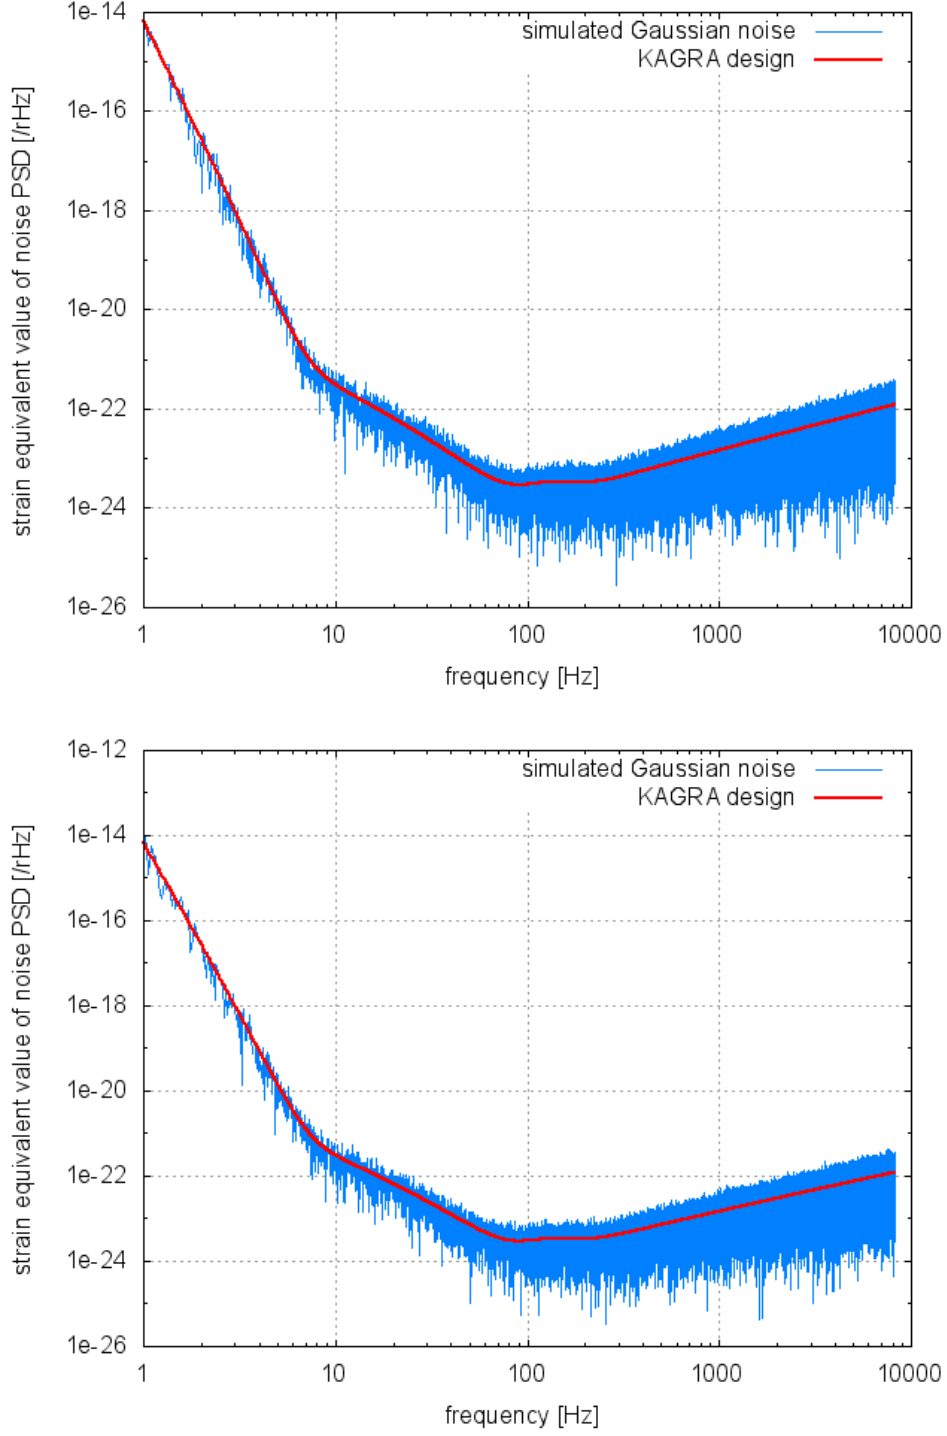 simulated Gaussian noise
KAGRA design
strain equivalent value of noise PSD [/rHz]
1e-14
1e-16
1e-18
1e-20
1e-22
1e-24
1e-26
1 10 100 1000 10000
frequency [Hz]
simulated Gaussian noise
KAGRA design
strain equivalent value of noise PSD [/rHz]
1e-12
1e-14
1e-16
1e-18
1e-20
1e-22
1e-24
1e-26
1 10 100 1000 10000
frequency [Hz]